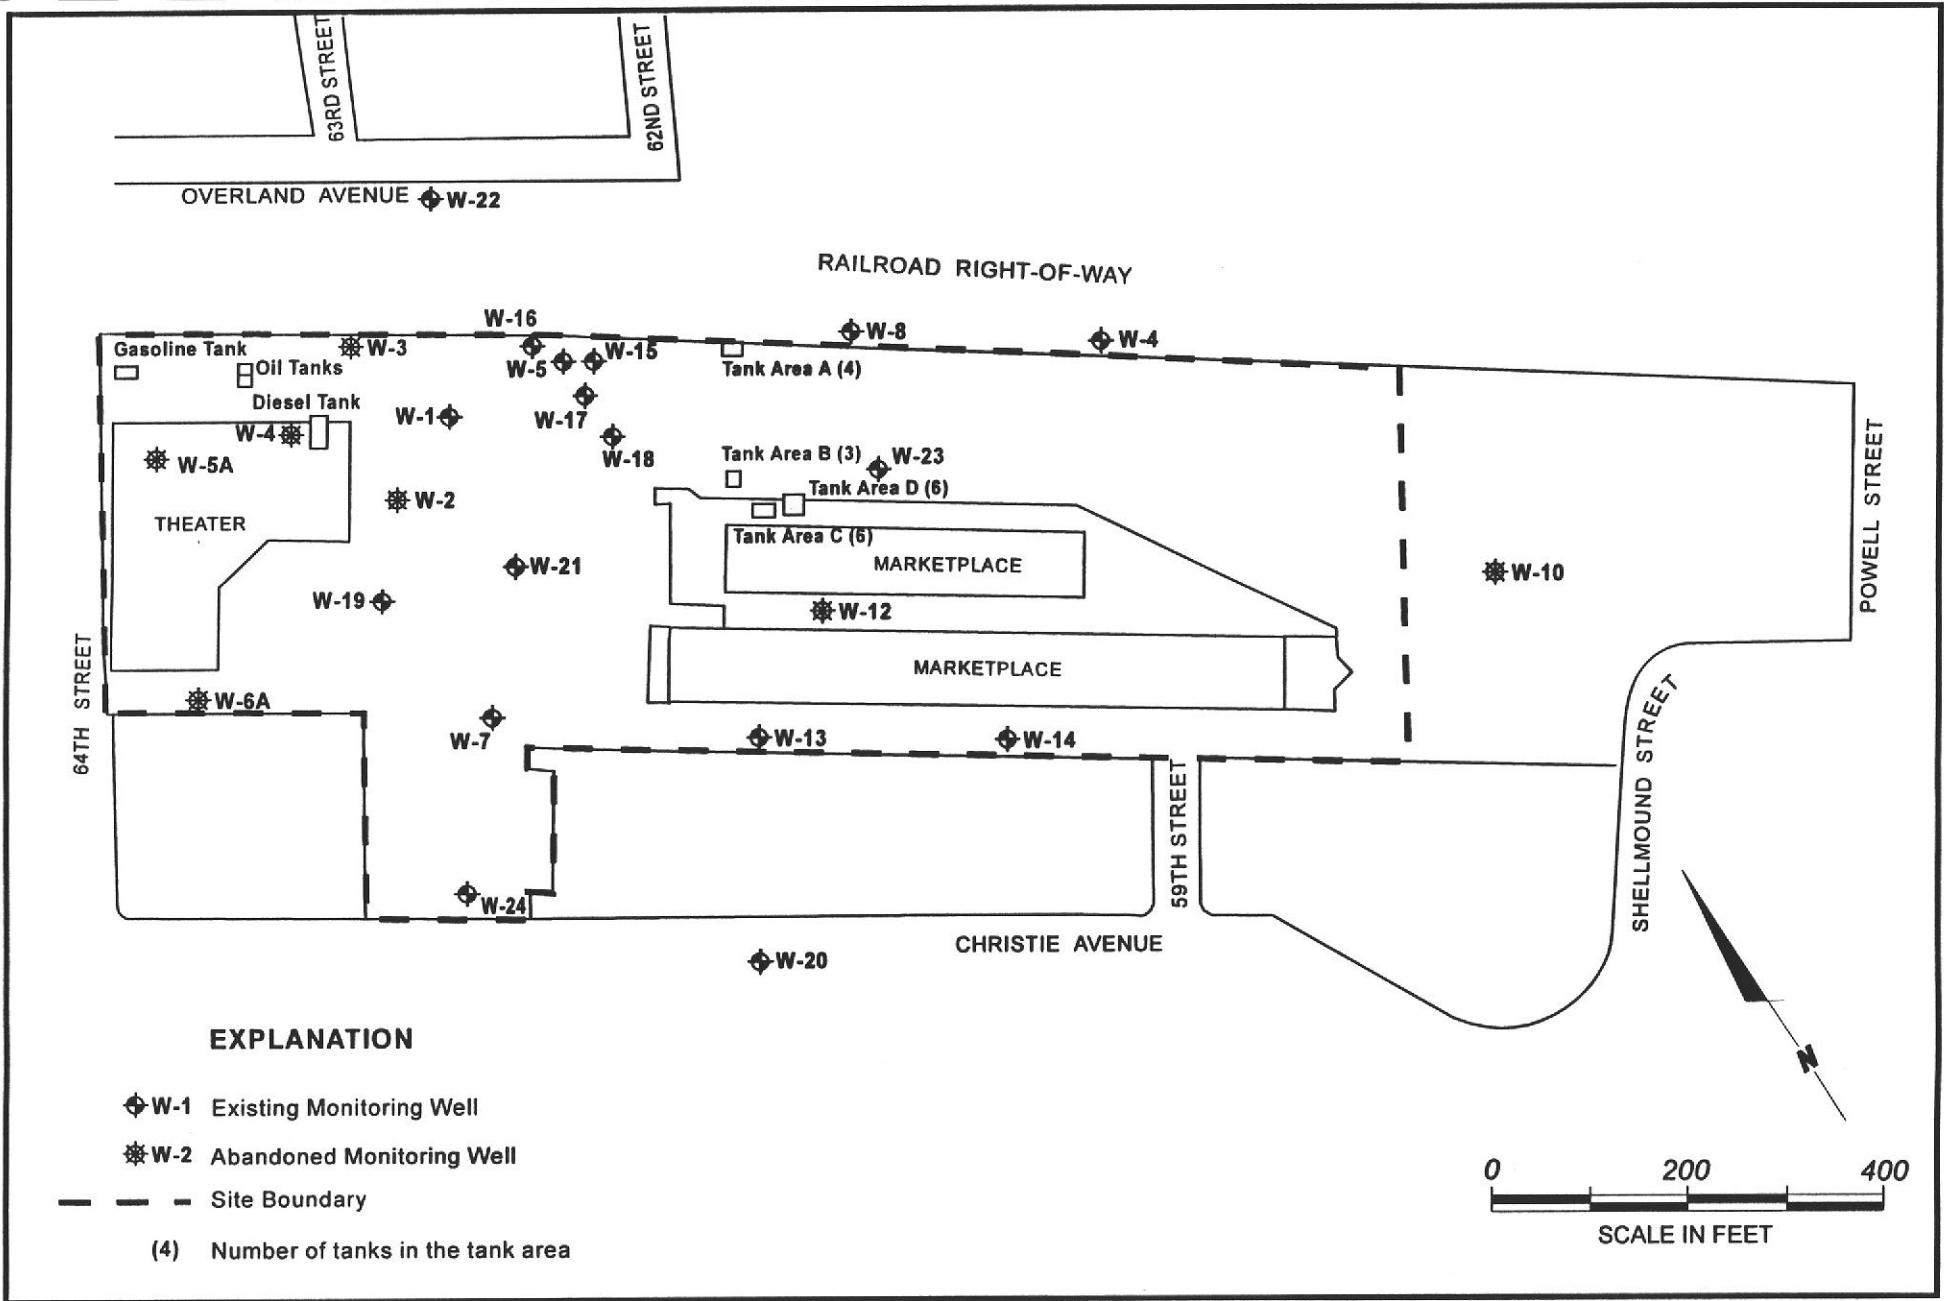 63RD STREET
62ND STREET
OVERLAND AVENUE
W-22
RAILROAD RIGHT-OF-WAY
W-16
W-8
W-4
Gasoline Tank
W-3
W-15
W-5
Oil Tanks
Tank Area A (4)
Diesel Tank
W-1
W-17
W-4
W-5A
W-18
Tank Area B (3)
W-23
Tank Area D (6)
W-2
THEATER
Tank Area C (6)
MARKETPLACE
W-21
W-10
POWELL STREET
W-19
W-12
MARKETPLACE
64TH STREET
W-6A
W-7
W-13
W-14
59TH STREET
SHELLMOUND STREET
W-24
CHRISTIE AVENUE
W-20
N
EXPLANATION
W-1 Existing Monitoring Well
W-2 Abandoned Monitoring Well
Site Boundary
(4) Number of tanks in the tank area
0 200 400
SCALE IN FEET